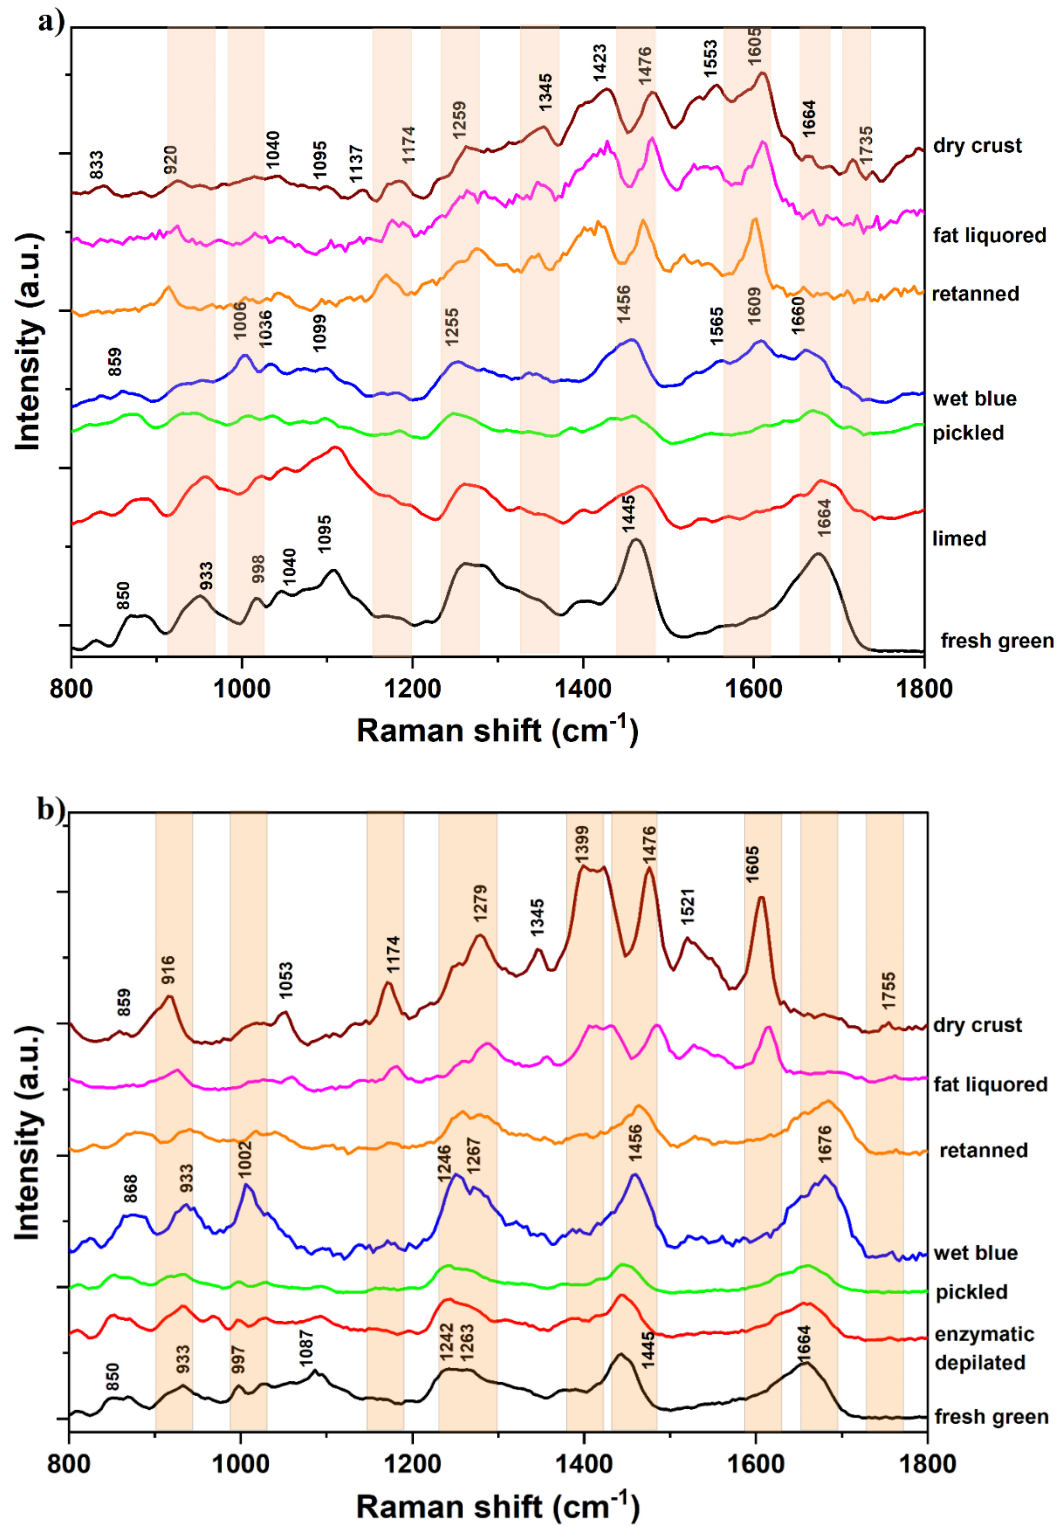 a)
833
920
1040
1095
1137
1174
1259
1345
1423
1476
1553
1605
1664
1735
dry crust
fat liquored
retanned
859
1006
1036
1099
1255
1456
1565
1609
1660
wet blue
pickled
limed
850
933
998
1040
1095
1445
1664
fresh green
Intensity (a.u.)
800 1000 1200 1400 1600 1800
Raman shift (cm-1)
b)
859
916
1053
1174
1279
1345
1399
1476
1521
1605
1755
dry crust
fat liquored
retanned
868
933
1002
1246
1267
1456
1676
wet blue
pickled
enzymatic
depilated
850
933
997
1087
1242
1263
1445
1664
fresh green
Intensity (a.u.)
800 1000 1200 1400 1600 1800
Raman shift (cm-1)